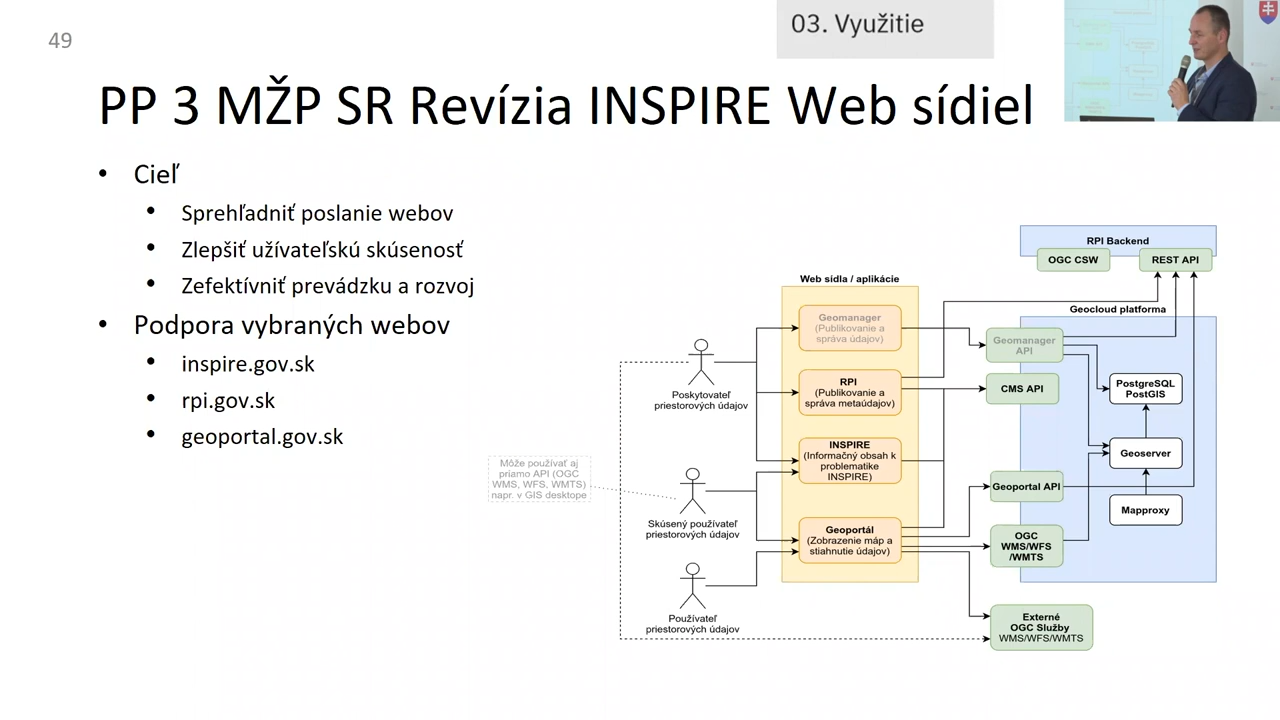 49
03. Využitie
PP 3 MŽP SR Revízia INSPIRE Web sídiel
• Cieľ
• Sprehľadniť poslanie webov
• Zlepšiť užívateľskú skúsenosť
• Zefektívniť prevádzku a rozvoj
• Podpora vybraných webov
• inspire.gov.sk
• rpi.gov.sk
• geoportal.gov.sk
Môže používať aj
priamo API (OGC
WMS, WFS, WMTS)
napr. v GIS desktope
Poskytovateľ
priestorových údajov
Skúsený používateľ
priestorových údajov
Používateľ
priestorových údajov
Web sídla / aplikácie
Geomanager
(Publikovanie a
správa údajov)
RPI
(Publikovanie a
správa metaúdajov)
INSPIRE
(Informačný obsah k
problematike
INSPIRE)
Geoportál
(Zobrazenie máp a
stiahnutie údajov)
RPI Backend
OGC CSW
REST API
Geocloud platforma
Geomanager
API
CMS API
Geoportal API
OGC
WMS/WFS
/WMTS
PostgreSQL
PostGIS
Geoserver
Mapproxy
Externé
OGC Služby
WMS/WFS/WMTS